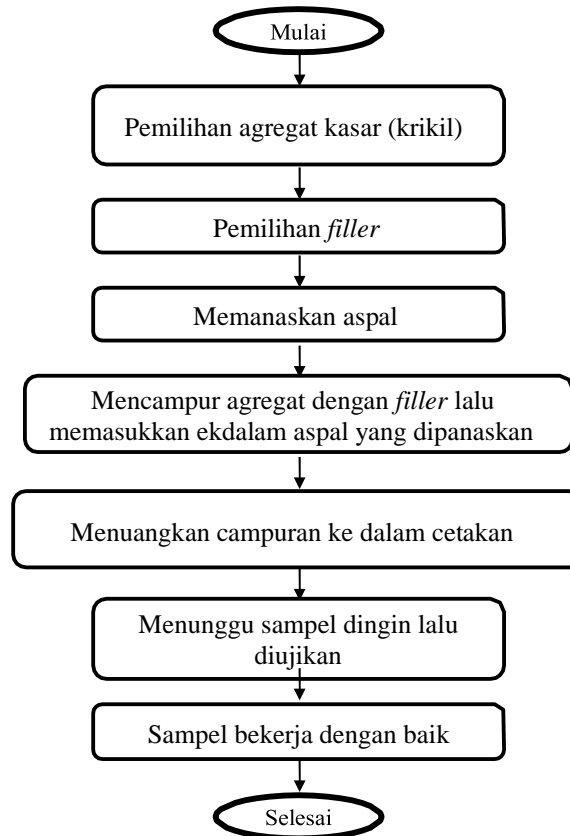 Mulai
Pemilihan agregat kasar (krikil)
Pemilihan filler
Memanaskan aspal
Mencampur agregat dengan filler lalu
memasukkan ekdalam aspal yang dipanaskan
Menuangkan campuran ke dalam cetakan
Menunggu sampel dingin lalu
diujikan
Sampel bekerja dengan baik
Selesai